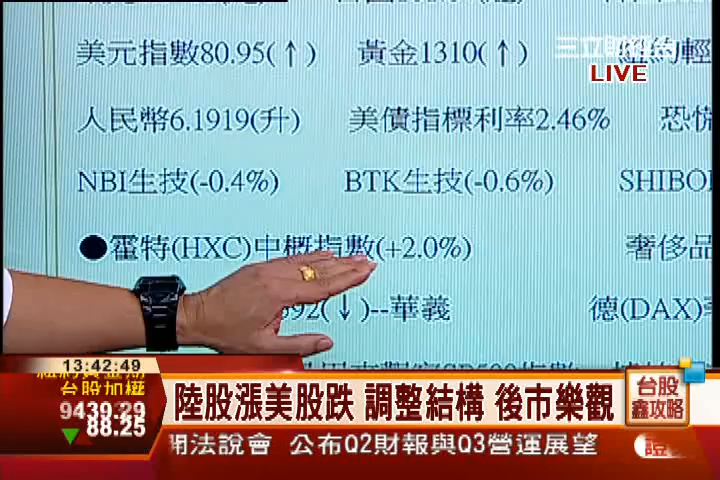 美元指數80.95(↑) 黃金1310(↑)
三立財經台
LIVE
人民幣6.1919(升) 美債指標利率2.46% 恐慌
NBI生技(-0.4%) BTK生技(-0.6%) SHIBO
●霍特(HXC)中概指數(+2.0%) 奢侈品
92(↓)--華義 德(DAX)
13:42:49
台股加權
9439.29
▼88.25
陸股漲美股跌 調整結構 後市樂觀
台股
鑫攻略
開法說會 公布Q2財報與Q3營運展望